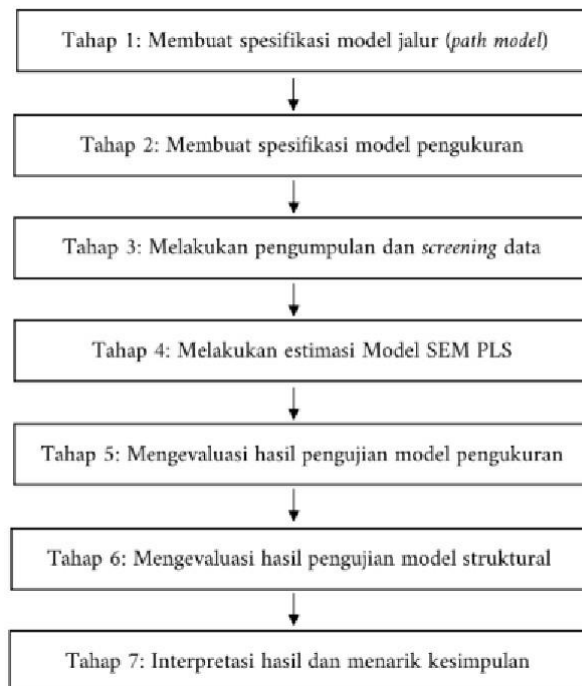 Tahap 1: Membuat spesifikasi model jalur (path model)
Tahap 2: Membuat spesifikasi model pengukuran
Tahap 3: Melakukan pengumpulan dan screening data
Tahap 4: Melakukan estimasi Model SEM PLS
Tahap 5: Mengevaluasi hasil pengujian model pengukuran
Tahap 6: Mengevaluasi hasil pengujian model struktural
Tahap 7: Interpretasi hasil dan menarik kesimpulan